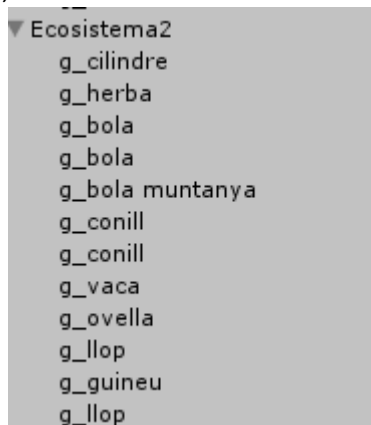 Ecosistema2
g_cilindre
g_herba
g_bola
g_bola
g_bola muntanya
g_conill
g_conill
g_vaca
g_ovella
g_llop
g_guineu
g_llop